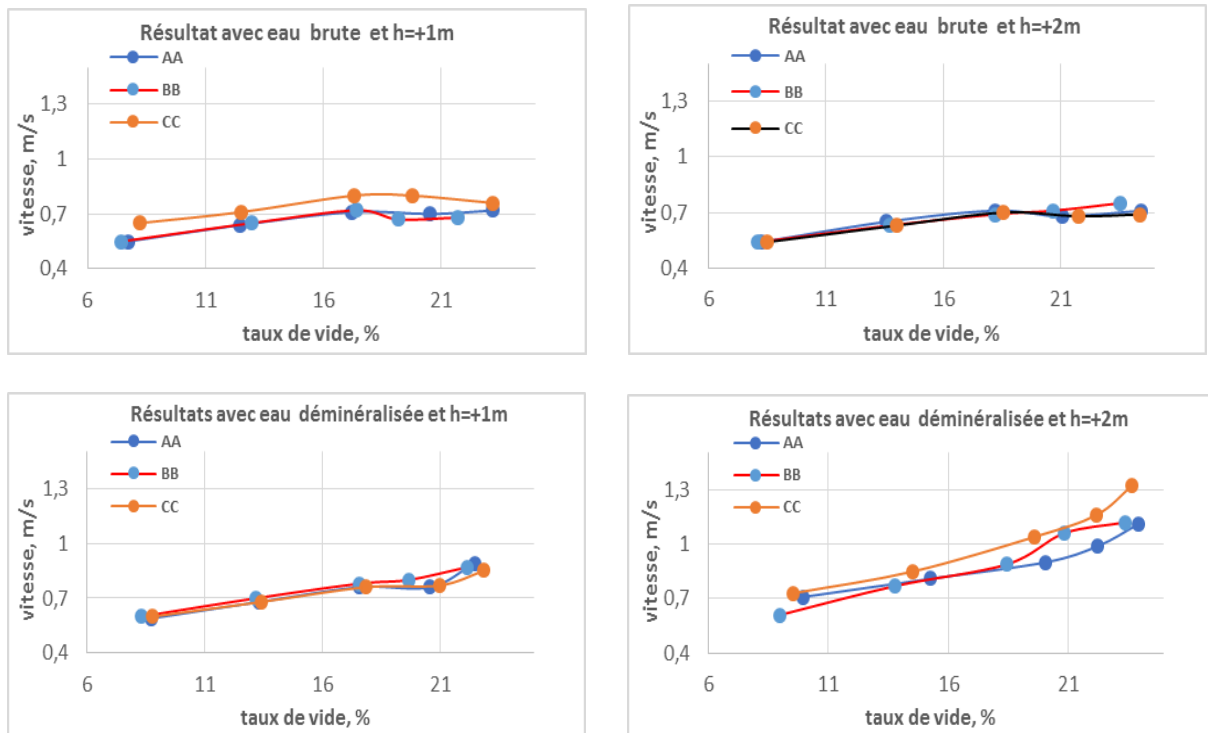 Résultat avec eau brute et h=+1m
AA
BB
CC
vitesse, m/s
1,3
1
0,7
0,4
6
11
16
21
taux de vide, %
Résultat avec eau brute et h=+2m
AA
BB
CC
vitesse, m/s
1,3
1
0,7
0,4
6
11
16
21
taux de vide, %
Résultats avec eau déminéralisée et h=+1m
AA
BB
CC
vitesse, m/s
1,3
1
0,7
0,4
6
11
16
21
taux de vide, %
Résultats avec eau déminéralisée et h=+2m
AA
BB
CC
vitesse, m/s
1,3
1
0,7
0,4
6
11
16
21
taux de vide, %